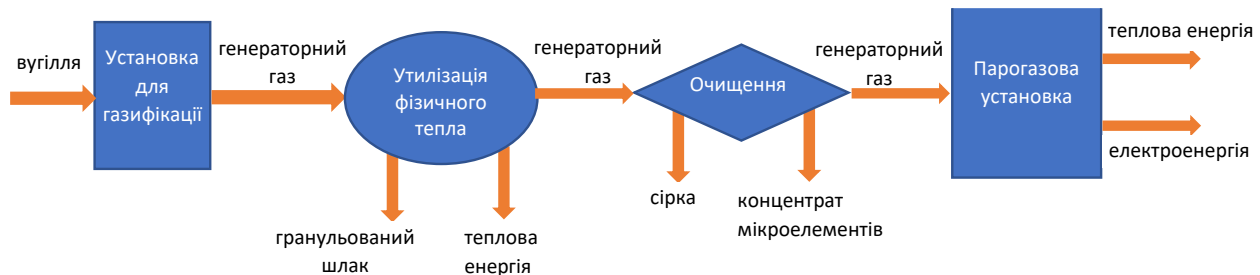 вугілля
Установка
для
газифікації
генераторний
газ
Утилізація
фізичного
тепла
гранульований
шлак
теплова
енергія
генераторний
газ
Очищення
сірка
концентрат
мікроелементів
генераторний
газ
Парогазова
установка
теплова енергія
електроенергія